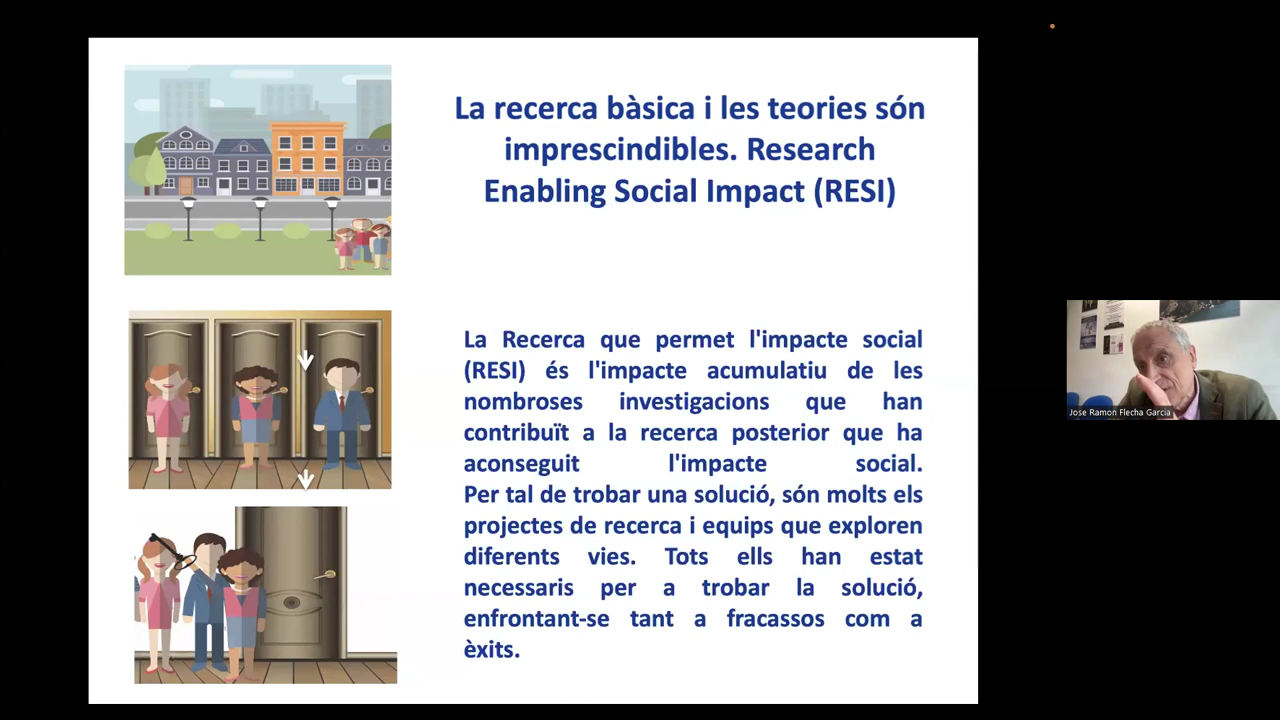 La recerca bàsica i les teories són
imprescindibles. Research
Enabling Social Impact (RESI)
La Recerca que permet l'impacte social
(RESI) és l'impacte acumulatiu de les
nombroses investigacions que han
contribuït a la recerca posterior que ha
aconseguit l'impacte social.
Per tal de trobar una solució, són molts els
projectes de recerca i equips que exploren
diferents vies. Tots ells han estat
necessaris per a trobar la solució,
enfrontant-se tant a fracassos com a
èxits.
Jose Ramon Flecha Garcia